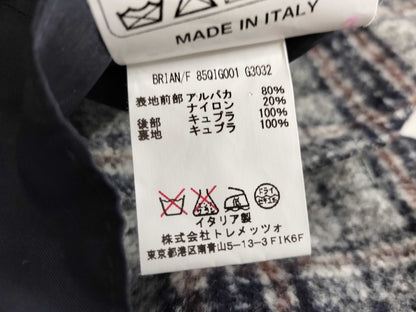 MADE IN ITALY
BRIAN/F 85Q1G001 G3032
表地前部 アルパカ 80%
ナイロン 20%
後部 キュプラ 100%
裏地 キュプラ 100%
ドライ
イタリア製
株式会社トレメッツォ
東京都港区南青山5-13-3 F1K6F